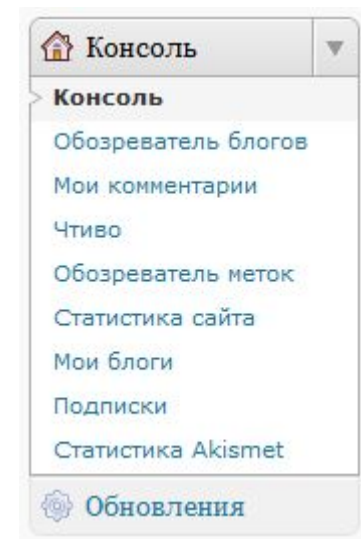 Консоль
Консоль
Обозреватель блогов
Мои комментарии
Чтиво
Обозреватель меток
Статистика сайта
Мои блоги
Подписки
Статистика Akismet
Обновления